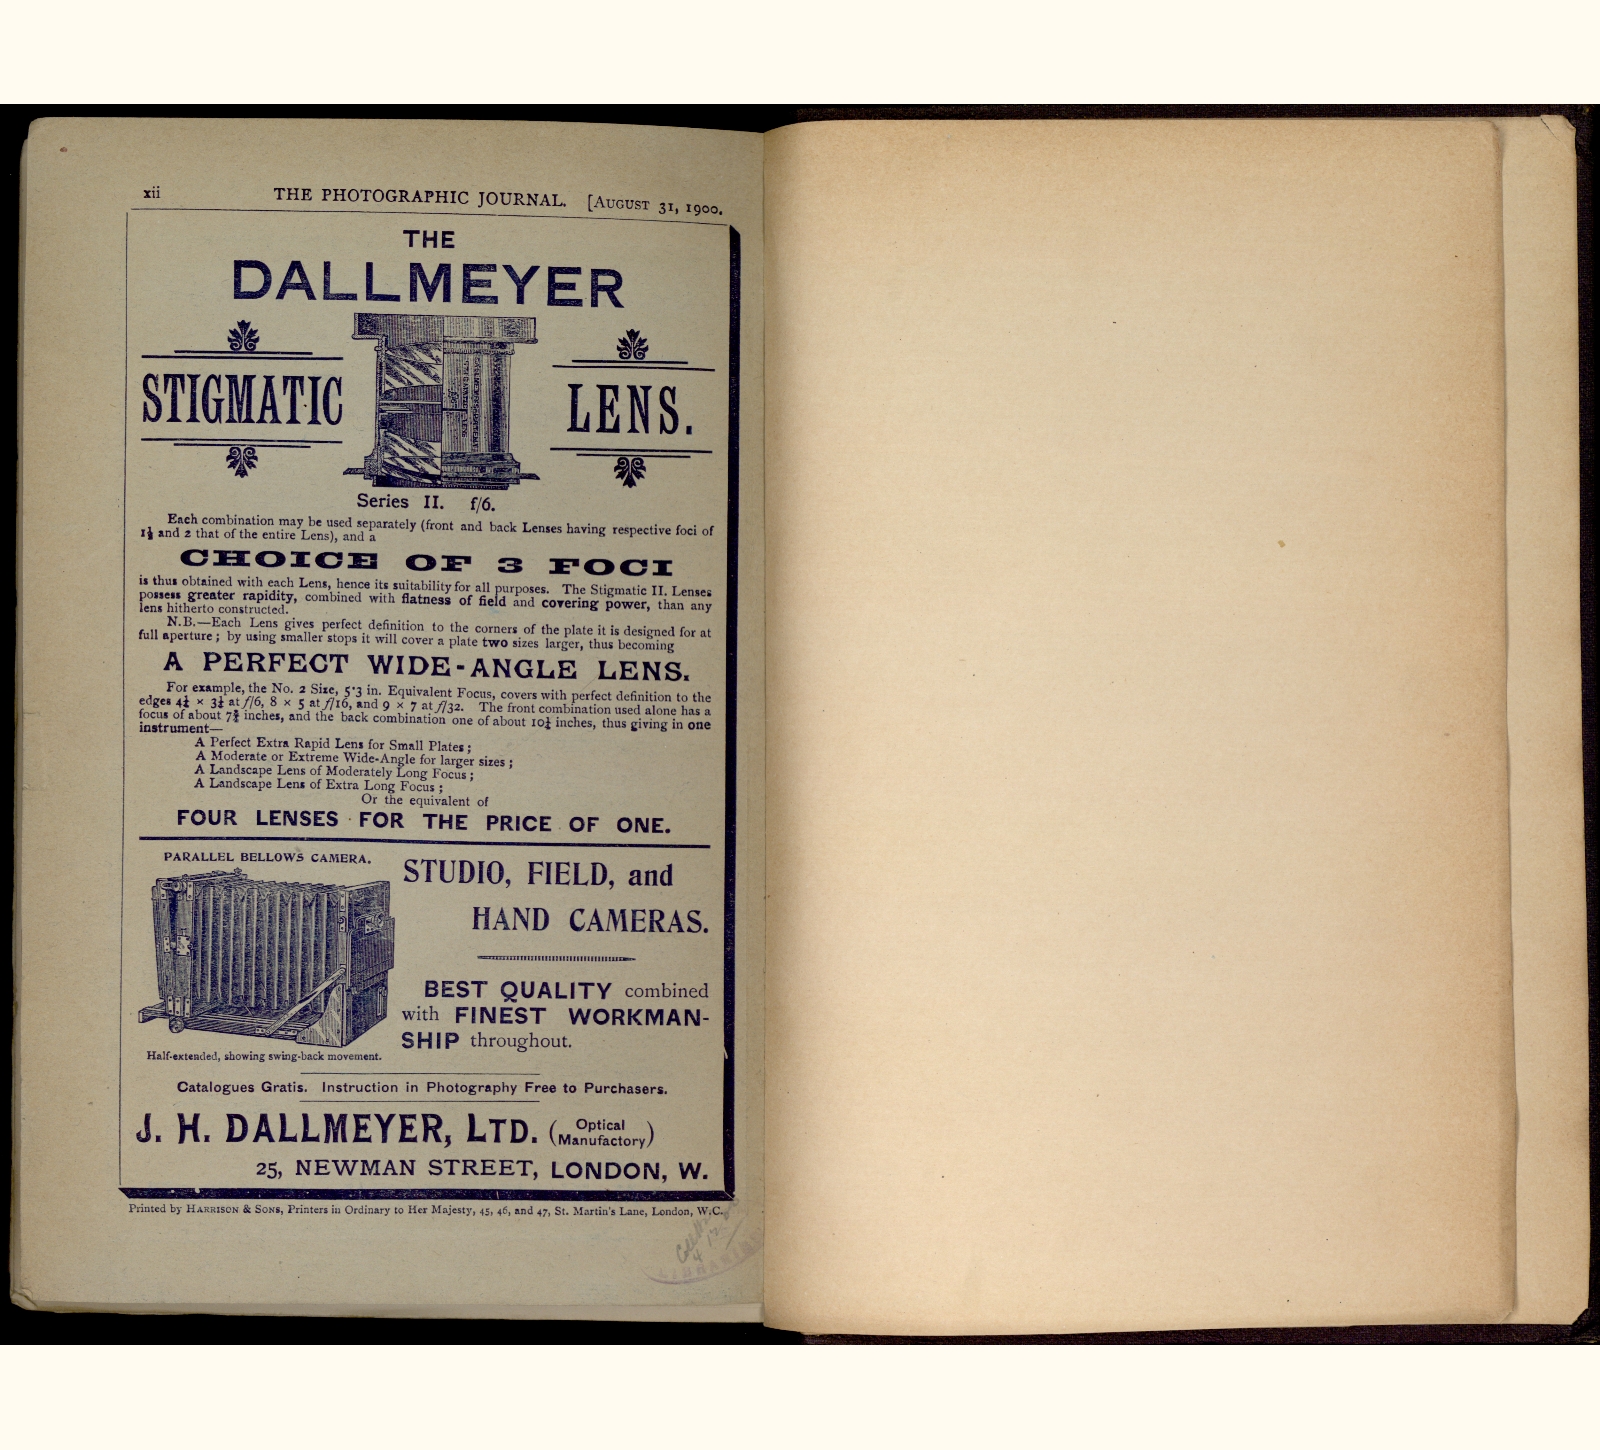 xii THE PHOTOGRAPHIC JOURNAL. [AUGUST 31, 1900.
THE
DALLMEYER
STIGMATIC LENS.
Series II. f/6.
Each combination may be used separately (front and back Lenses having respective foci of
1½ and 2 that of the entire Lens), and a
CHOICE OF 3 FOCI
is thus obtained with each Lens, hence its suitability for all purposes. The Stigmatic II. Lenses
possess greater rapidity, combined with flatness of field and covering power, than any
lens hitherto constructed.
N.B.—Each Lens gives perfect definition to the corners of the plate it is designed for at
full aperture; by using smaller stops it will cover a plate two sizes larger, thus becoming
A PERFECT WIDE-ANGLE LENS.
For example, the No. 2 Size, 5·3 in. Equivalent Focus, covers with perfect definition to the
edges 4¼ × 3¼ at f/6, 8 × 5 at f/16, and 9 × 7 at f/32. The front combination used alone has a
focus of about inches, and the back combination one of about inches, thus giving in one
instrument—
A Perfect Extra Rapid Lens for Small Plates;
A Moderate or Extreme Wide-Angle for larger sizes;
A Landscape Lens of Moderately Long Focus;
A Landscape Lens of Extra Long Focus;
Or the equivalent of
FOUR LENSES FOR THE PRICE OF ONE.
PARALLEL BELLOWS CAMERA.
Half-extended, showing swing-back movement.
STUDIO, FIELD, and
HAND CAMERAS.
BEST QUALITY combined
with FINEST WORKMAN-
SHIP throughout.
Catalogues Gratis. Instruction in Photography Free to Purchasers.
J. H. DALLMEYER, LTD. (Optical
Manufactory)
25, NEWMAN STREET, LONDON, W.
Printed by HARRISON & SONS, Printers in Ordinary to Her Majesty, 45, 46, and 47, St. Martin's Lane, London, W.C.